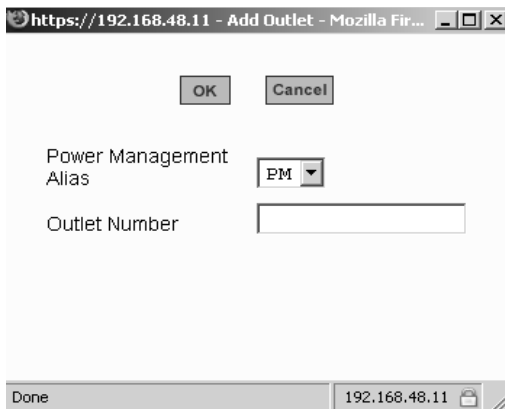 https://192.168.48.11 - Add Outlet - Mozilla Fir...
OK Cancel
Power Management
Alias
PM
Outlet Number
Done 192.168.48.11